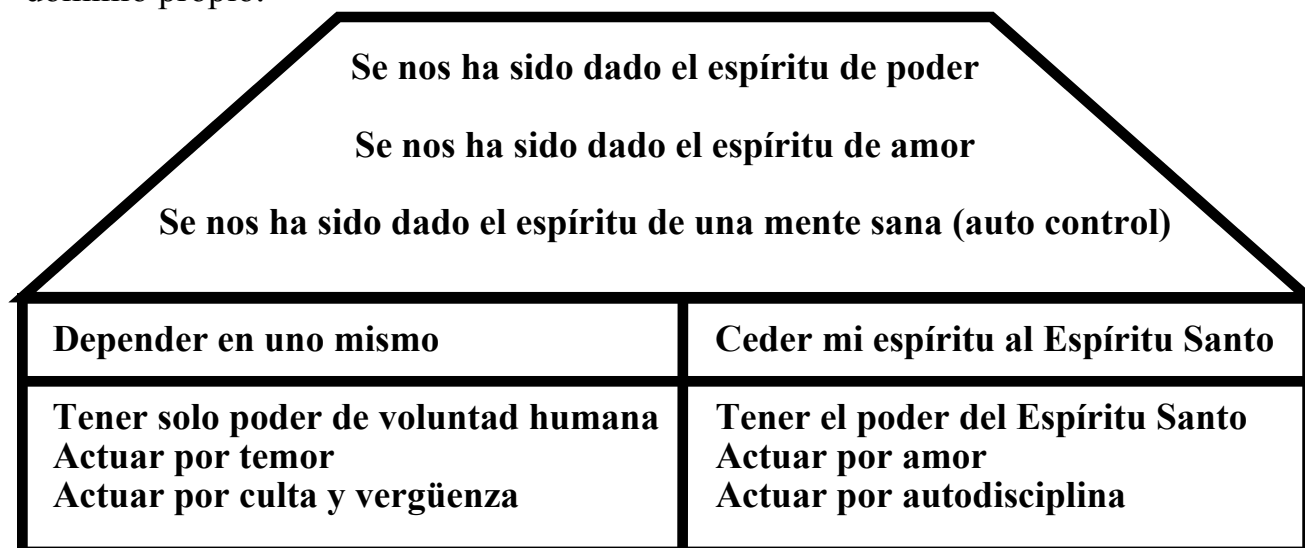 dominio propio.
Se nos ha sido dado el espíritu de poder
Se nos ha sido dado el espíritu de amor
Se nos ha sido dado el espíritu de una mente sana (auto control)
Depender en uno mismo
Ceder mi espíritu al Espíritu Santo
Tener solo poder de voluntad humana
Actuar por temor
Actuar por culta y vergüenza
Tener el poder del Espíritu Santo
Actuar por amor
Actuar por autodisciplina